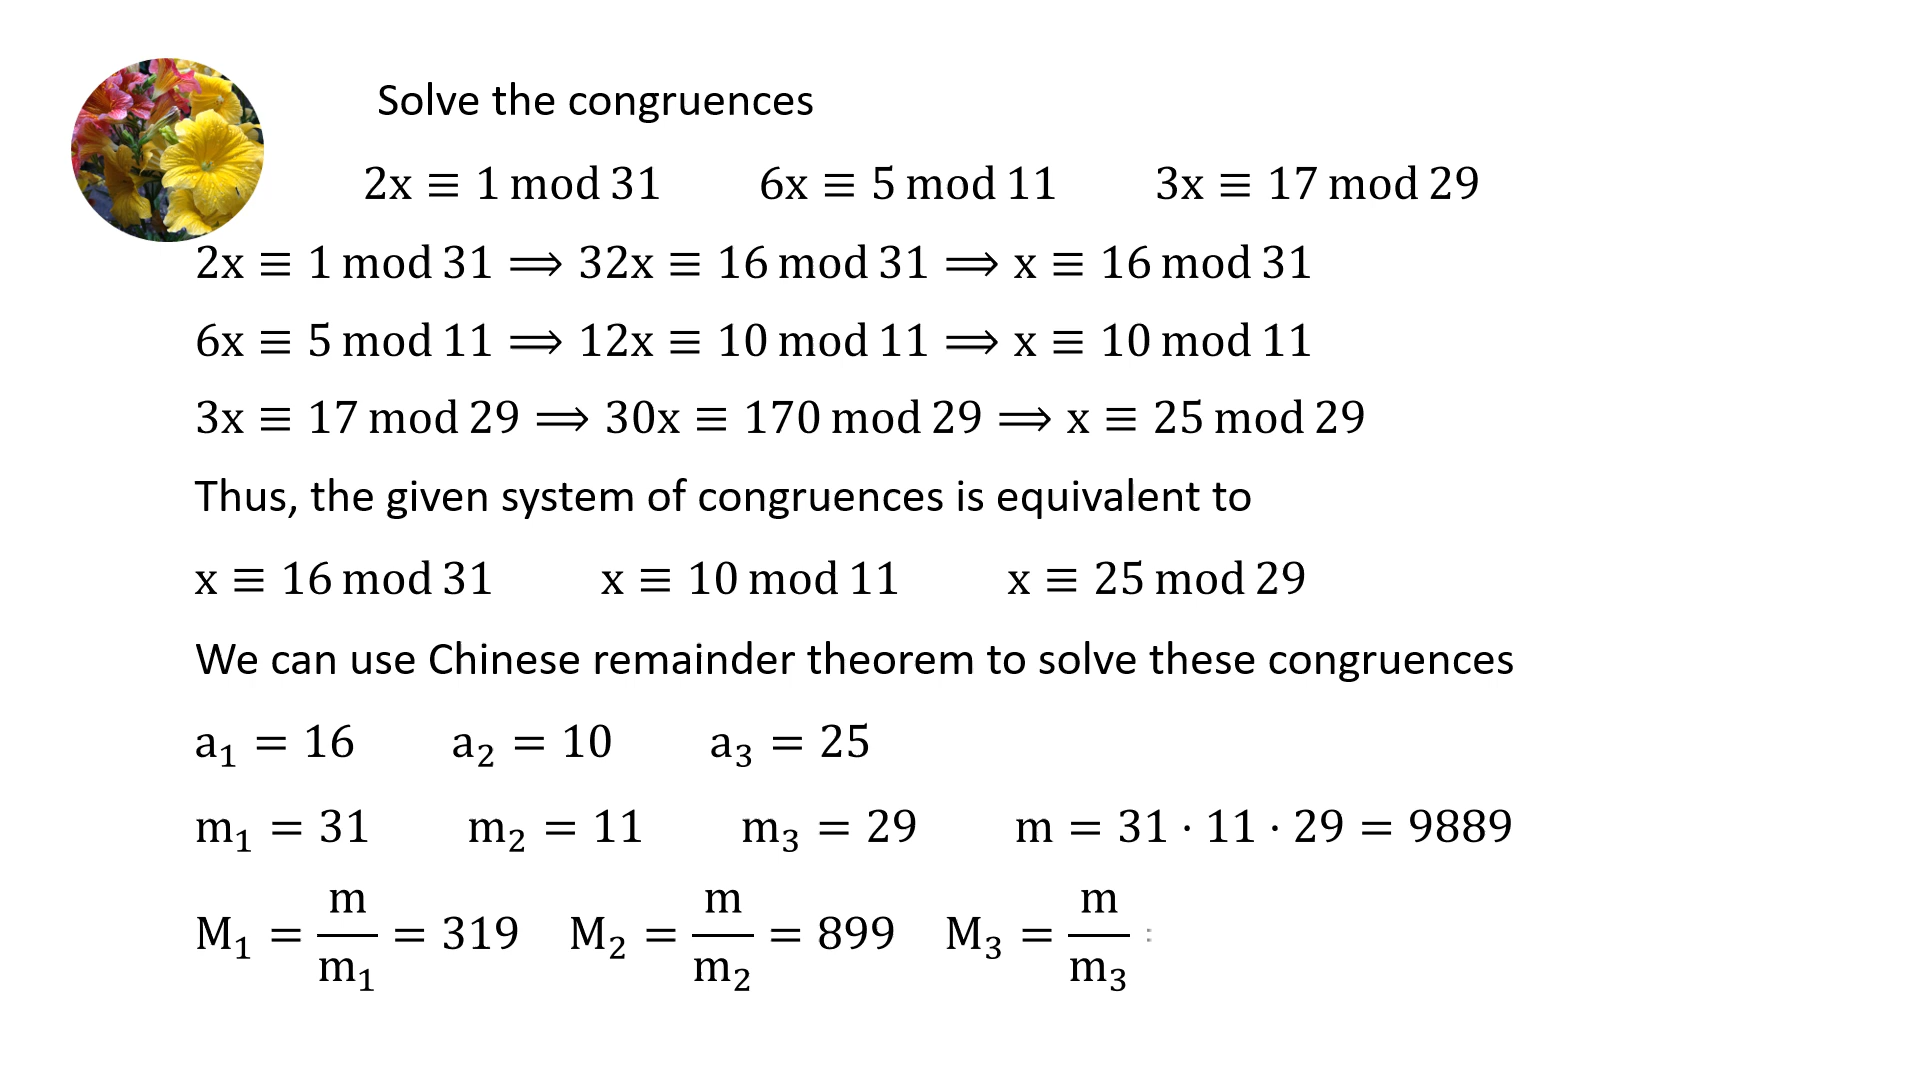 Solve the congruences
2x ≡ 1 mod 31 6x ≡ 5 mod 11 3x ≡ 17 mod 29
2x ≡ 1 mod 31 ⟹ 32x ≡ 16 mod 31 ⟹ x ≡ 16 mod 31
6x ≡ 5 mod 11 ⟹ 12x ≡ 10 mod 11 ⟹ x ≡ 10 mod 11
3x ≡ 17 mod 29 ⟹ 30x ≡ 170 mod 29 ⟹ x ≡ 25 mod 29
Thus, the given system of congruences is equivalent to
x ≡ 16 mod 31 x ≡ 10 mod 11 x ≡ 25 mod 29
We can use Chinese remainder theorem to solve these congruences
a₁ = 16 a₂ = 10 a₃ = 25
m₁ = 31 m₂ = 11 m₃ = 29 m = 31 · 11 · 29 = 9889
M₁ = m/m₁ = 319 M₂ = m/m₂ = 899 M₃ = m/m₃